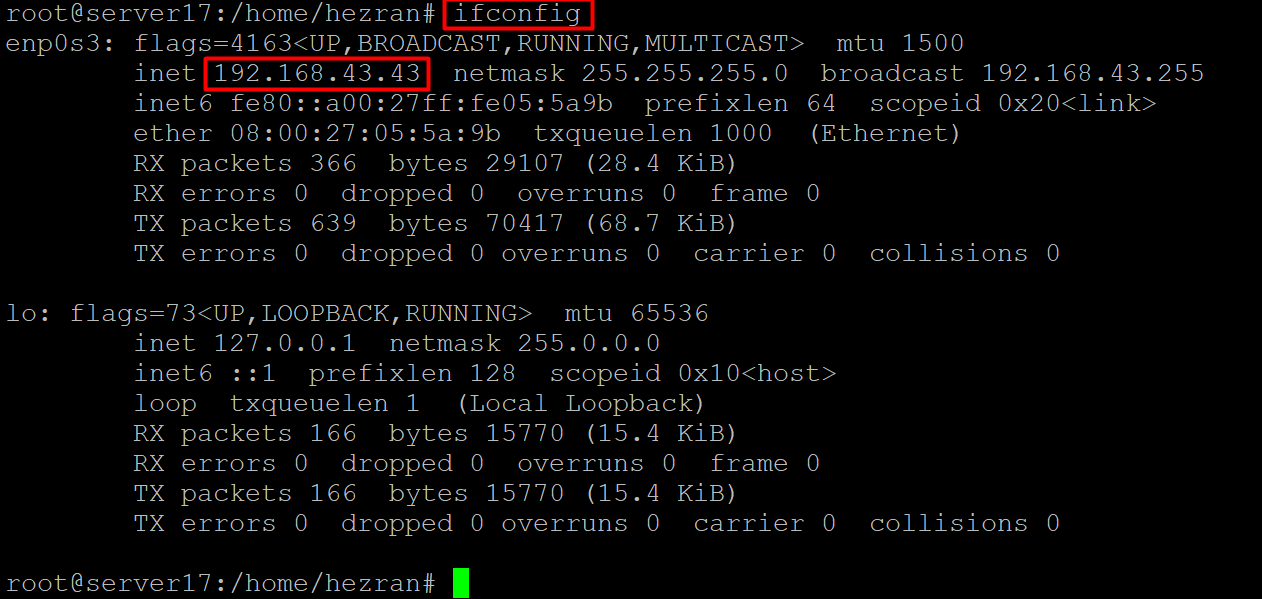 root@server17:/home/hezran# ifconfig
enp0s3: flags=4163<UP,BROADCAST,RUNNING,MULTICAST>  mtu 1500
        inet 192.168.43.43  netmask 255.255.255.0  broadcast 192.168.43.255
        inet6 fe80::a00:27ff:fe05:5a9b  prefixlen 64  scopeid 0x20<link>
        ether 08:00:27:05:5a:9b  txqueuelen 1000  (Ethernet)
        RX packets 366  bytes 29107 (28.4 KiB)
        RX errors 0  dropped 0  overruns 0  frame 0
        TX packets 639  bytes 70417 (68.7 KiB)
        TX errors 0  dropped 0 overruns 0  carrier 0  collisions 0

lo: flags=73<UP,LOOPBACK,RUNNING>  mtu 65536
        inet 127.0.0.1  netmask 255.0.0.0
        inet6 ::1  prefixlen 128  scopeid 0x10<host>
        loop  txqueuelen 1  (Local Loopback)
        RX packets 166  bytes 15770 (15.4 KiB)
        RX errors 0  dropped 0  overruns 0  frame 0
        TX packets 166  bytes 15770 (15.4 KiB)
        TX errors 0  dropped 0 overruns 0  carrier 0  collisions 0

root@server17:/home/hezran#